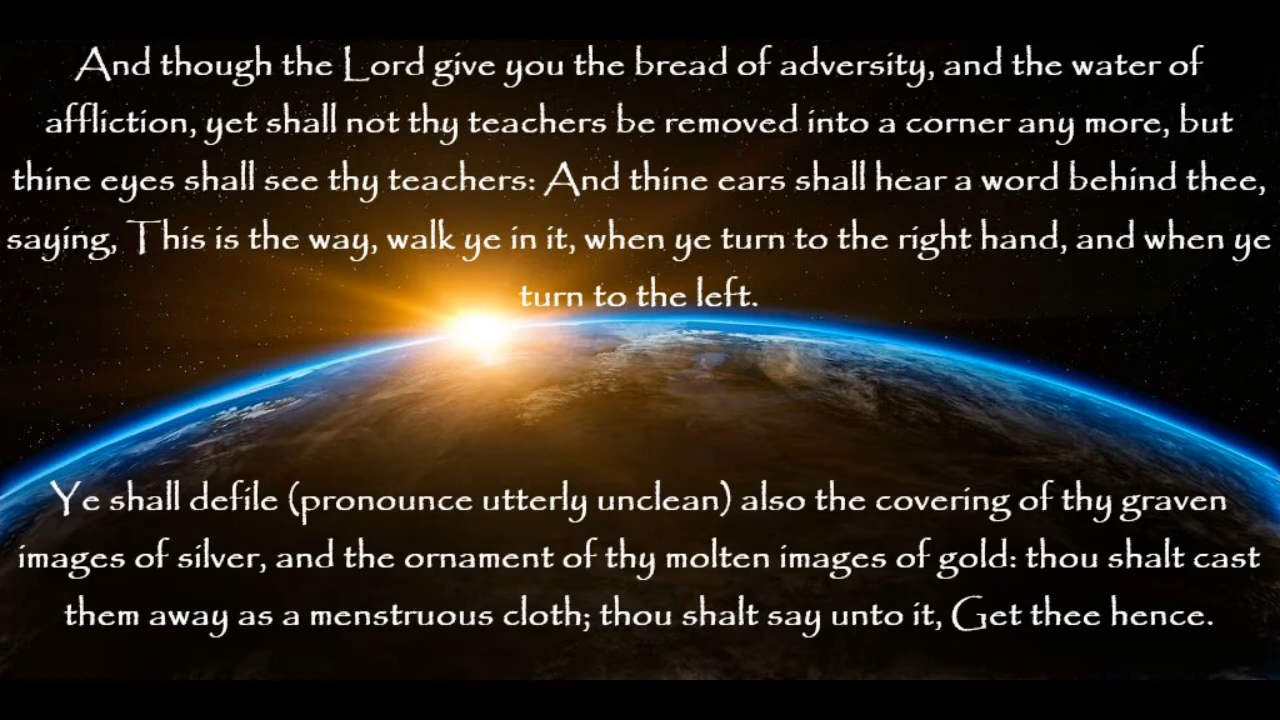 And though the Lord give you the bread of adversity, and the water of
affliction, yet shall not thy teachers be removed into a corner any more, but
thine eyes shall see thy teachers: And thine ears shall hear a word behind thee,
saying, This is the way, walk ye in it, when ye turn to the right hand, and when ye
turn to the left.
Ye shall defile (pronounce utterly unclean) also the covering of thy graven
images of silver, and the ornament of thy molten images of gold: thou shalt cast
them away as a menstruous cloth; thou shalt say unto it, Get thee hence.